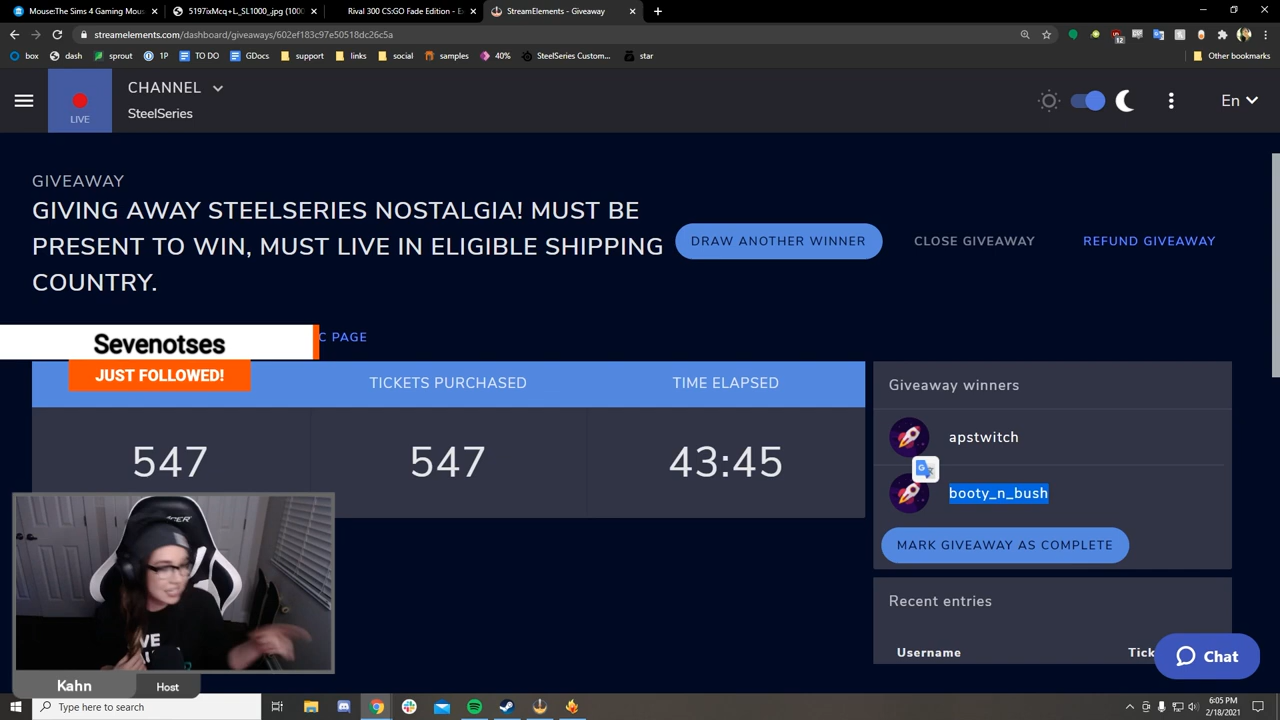 Mouse:The Sims 4 Gaming Mous
5197ixMcq+L_SL1000_.jpg (100
Rival 300 CS:GO Fade Edition - E
StreamElements - Giveaway
streamelements.com/dashboard/giveaways/602ef183c97e50518dc26c5a
box
dash
sprout
1P
TO DO
GDocs
support
links
social
samples
40%
SteelSeries Custom...
star
Other bookmarks
12
CHANNEL
LIVE
SteelSeries
En
GIVEAWAY
GIVING AWAY STEELSERIES NOSTALGIA! MUST BE
PRESENT TO WIN, MUST LIVE IN ELIGIBLE SHIPPING
COUNTRY.
DRAW ANOTHER WINNER
CLOSE GIVEAWAY
REFUND GIVEAWAY
C PAGE
Sevenotses
JUST FOLLOWED!
TICKETS PURCHASED
TIME ELAPSED
547
547
43:45
Giveaway winners
apstwitch
booty_n_bush
MARK GIVEAWAY AS COMPLETE
Recent entries
Username
Tick
Chat
Kahn
Host
Type here to search
6:05 PM
2/18/2021